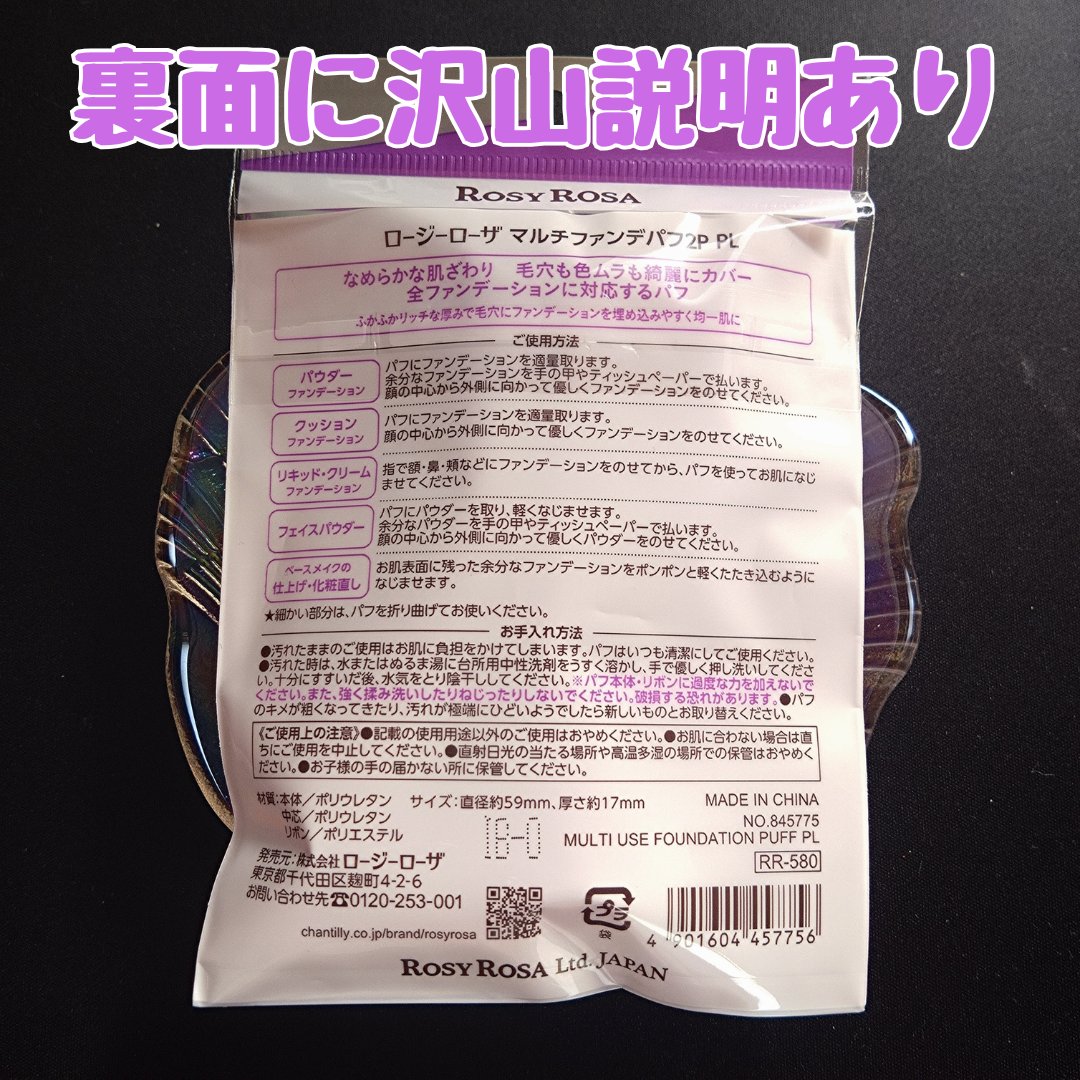 裏面に沢山説明あり
ROSY ROSA
ロージーローザ マルチファンデパフ2P PL
なめらかな肌ざわり 毛穴も色ムラも綺麗にカバー
全ファンデーションに対応するパフ
ふかふかリッチな厚みで毛穴にファンデーションを埋め込みやすく均一肌に
ご使用方法
パウダー
ファンデーション
パフにファンデーションを適量取ります。
余分なファンデーションを手の甲やティッシュペーパーで払います。
顔の中心から外側に向かって優しくファンデーションをのせてください。
クッション
ファンデーション
パフにファンデーションを適量取ります。
顔の中心から外側に向かって優しくファンデーションをのせてください。
リキッド・クリーム
ファンデーション
指で額・鼻・頬などにファンデーションをのせてから、パフを使ってお肌になじ
ませてください。
フェイスパウダー
パフにパウダーを取り、軽くなじませます。
余分なパウダーを手の甲やティッシュペーパーで払います。
顔の中心から外側に向かって優しくパウダーをのせてください。
ベースメイクの
仕上げ・化粧直し
お肌表面に残った余分なファンデーションをポンポンと軽くたたき込むように
なじませます。
★細かい部分は、パフを折り曲げてお使いください。
お手入れ方法
●汚れたままのご使用はお肌に負担をかけてしまいます。パフはいつも清潔にしてご使用ください。
●汚れた時は、水またはぬるま湯に台所用中性洗剤をうすく溶かし、手で優しく押し洗いしてくださ
い。十分にすすいだ後、水気をとり陰干ししてください。※パフ本体・リボンに過度な力を加えないで
ください。また、強く揉み洗いしたりねじったりしないでください。破損する恐れがあります。●パフ
のキメが粗くなってきたり、汚れが極端にひどいようでしたら新しいものとお取り替えください。
《ご使用上の注意》●記載の使用用途以外のご使用はおやめください。●お肌に合わない場合は直
ちにご使用を中止してください。●直射日光の当たる場所や高温多湿の場所での保管はおやめく
ださい。●お子様の手の届かない所に保管してください。
材質:本体/ポリウレタン サイズ:直径約59mm、厚さ約17mm
中芯/ポリウレタン
リボン/ポリエステル
MADE IN CHINA
NO.845775
MULTI USE FOUNDATION PUFF PL
RR-580
発売元:株式会社ロージーローザ
東京都千代田区麹町4-2-6
お問い合わせ先☎0120-253-001
chantilly.co.jp/brand/rosyrosa
プラ
袋
4 901604 457756
ROSY ROSA Ltd. JAPAN